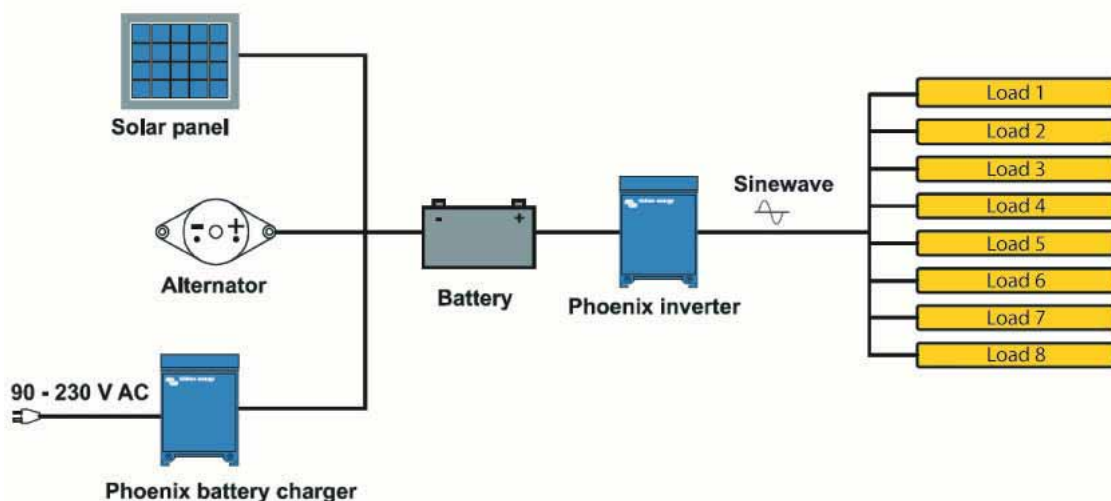 Solar panel
Alternator
90 - 230 V AC
Phoenix battery charger
- +
Battery
Phoenix inverter
Sinewave
Load 1
Load 2
Load 3
Load 4
Load 5
Load 6
Load 7
Load 8